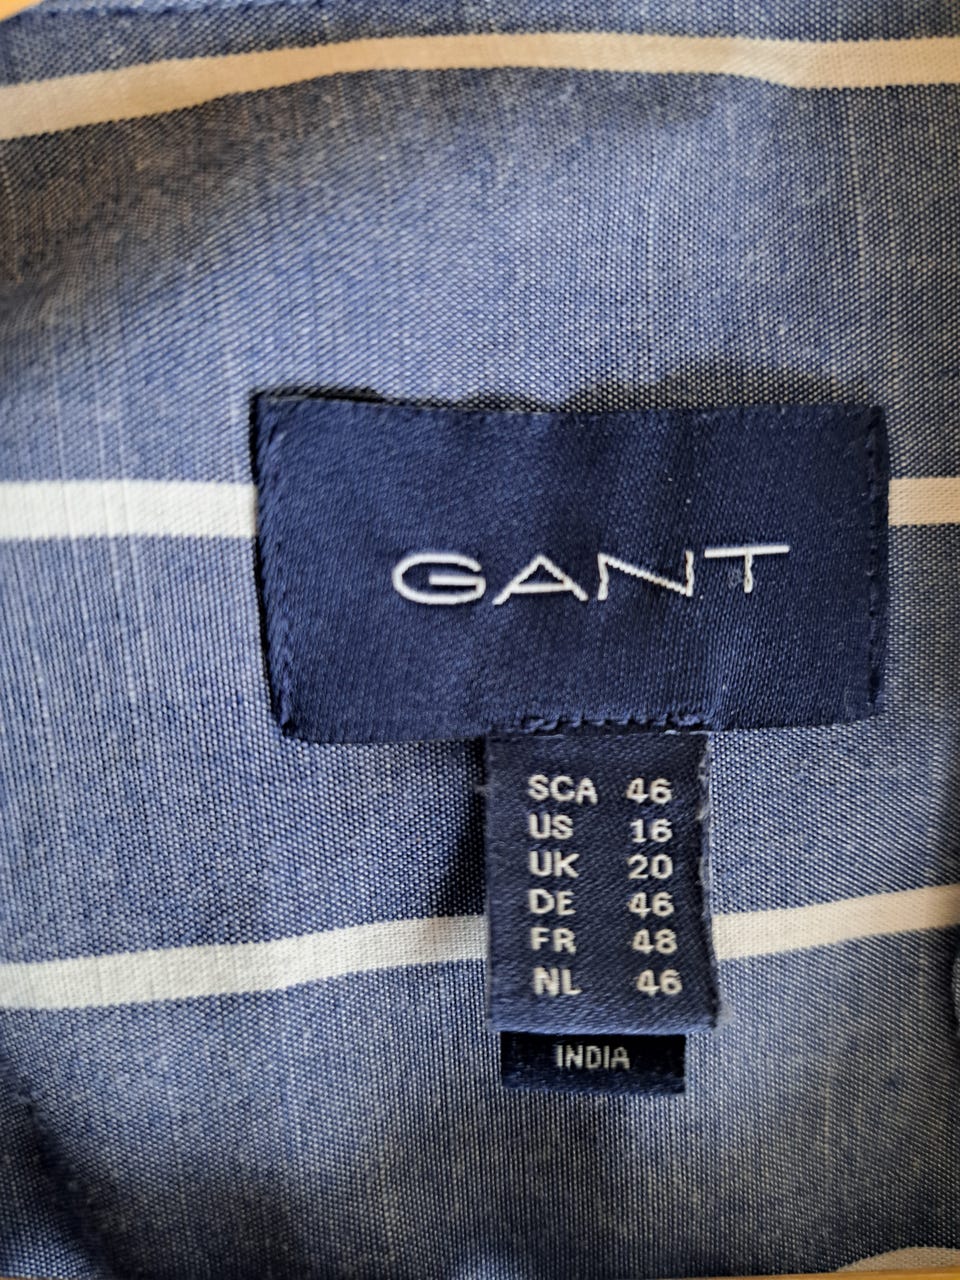 GANT
SCA 46
US 16
UK 20
DE 46
FR 48
NL 46
INDIA